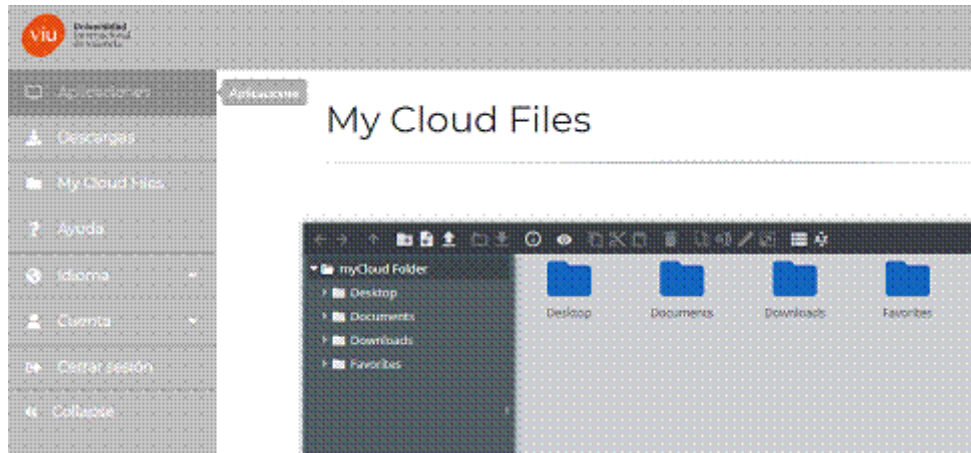 viu Universidad
Internacional
de Valencia
Aplicaciones
Aplicacione
Descargas
My Cloud Files
Ayuda
Idioma
Cuenta
Cerrar sesión
Collapse
My Cloud Files
myCloud Folder
Desktop
Documents
Downloads
Favorites
Desktop Documents Downloads Favorites